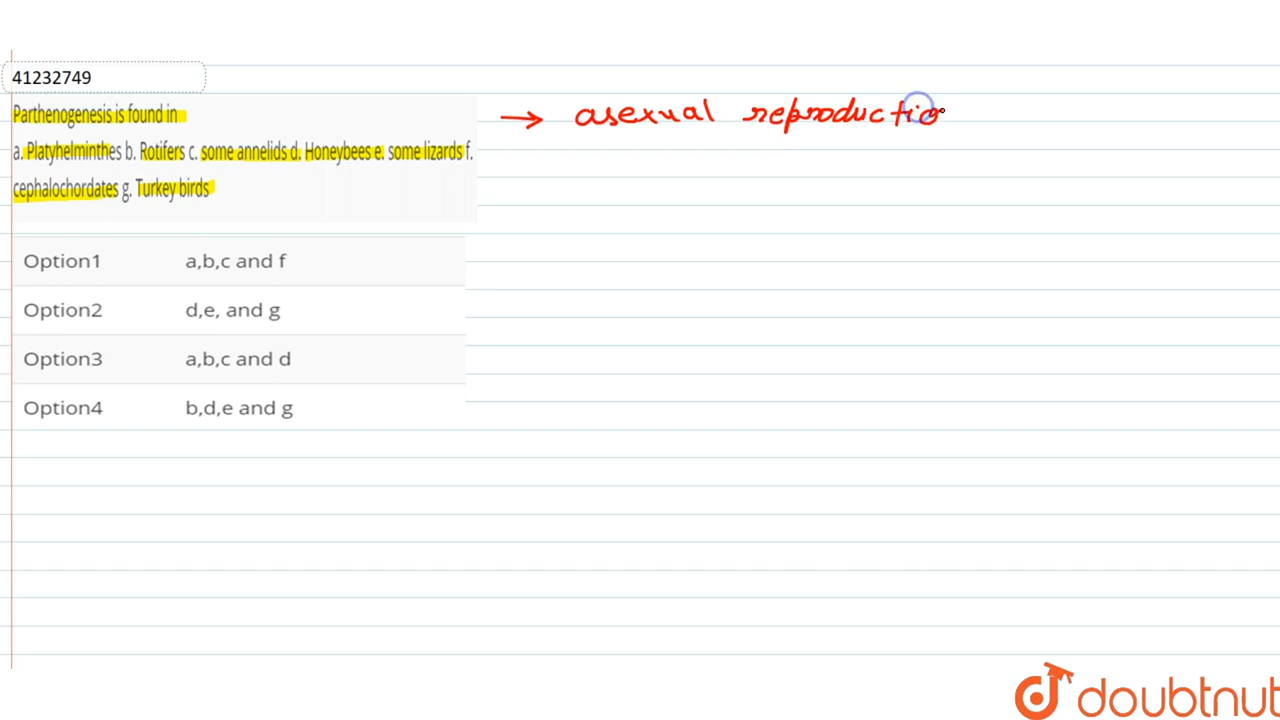 41232749
Parthenogenesis is found in → asexual reproductio
a. Platyhelminthes b. Rotifers c. some annelids d. Honeybees e. some lizards f.
cephalochordates g. Turkey birds
Option1 a,b,c and f
Option2 d,e, and g
Option3 a,b,c and d
Option4 b,d,e and g
doubtnut